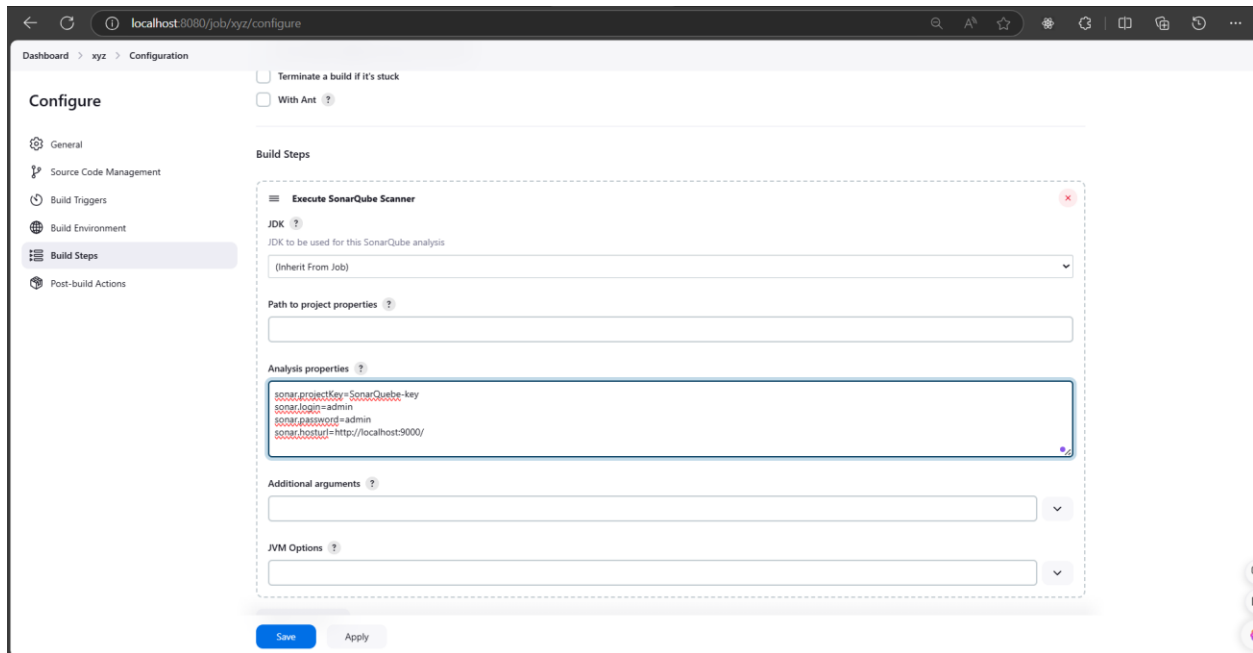 localhost:8080/job/xyz/configure
Dashboard > xyz > Configuration
Configure
General
Source Code Management
Build Triggers
Build Environment
Build Steps
Post-build Actions
Terminate a build if it's stuck
With Ant ?
Build Steps
Execute SonarQube Scanner
JDK ?
JDK to be used for this SonarQube analysis
(Inherit From Job)
Path to project properties ?
Analysis properties ?
sonar.projectKey=SonarQuebe-key
sonar.login=admin
sonar.password=admin
sonar.hosturl=http://localhost:9000/
Additional arguments ?
JVM Options ?
Save Apply